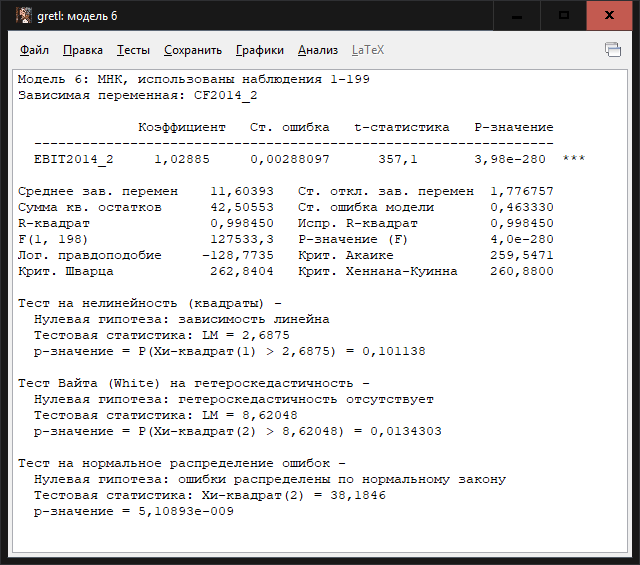 gretl: модель 6
Файл Правка Тесты Сохранить Графики Анализ LaTeX
Модель 6: МНК, использованы наблюдения 1-199
Зависимая переменная: CF2014_2
Коэффициент Ст. ошибка t-статистика P-значение
---------------------------------------------------------------
EBIT2014_2 1,02885 0,00288097 357,1 3,98e-280 ***
Среднее зав. перемен 11,60393 Ст. откл. зав. перемен 1,776757
Сумма кв. остатков 42,50553 Ст. ошибка модели 0,463330
R-квадрат 0,998450 Испр. R-квадрат 0,998450
F(1, 198) 127533,3 Р-значение (F) 4,0e-280
Лог. правдоподобие -128,7735 Крит. Акаике 259,5471
Крит. Шварца 262,8404 Крит. Хеннана-Куинна 260,8800
Тест на нелинейность (квадраты) -
Нулевая гипотеза: зависимость линейна
Тестовая статистика: LM = 2,6875
р-значение = P(Хи-квадрат(1) > 2,6875) = 0,101138
Тест Вайта (White) на гетероскедастичность -
Нулевая гипотеза: гетероскедастичность отсутствует
Тестовая статистика: LM = 8,62048
р-значение = P(Хи-квадрат(2) > 8,62048) = 0,0134303
Тест на нормальное распределение ошибок -
Нулевая гипотеза: ошибки распределены по нормальному закону
Тестовая статистика: Хи-квадрат(2) = 38,1846
р-значение = 5,10893e-009